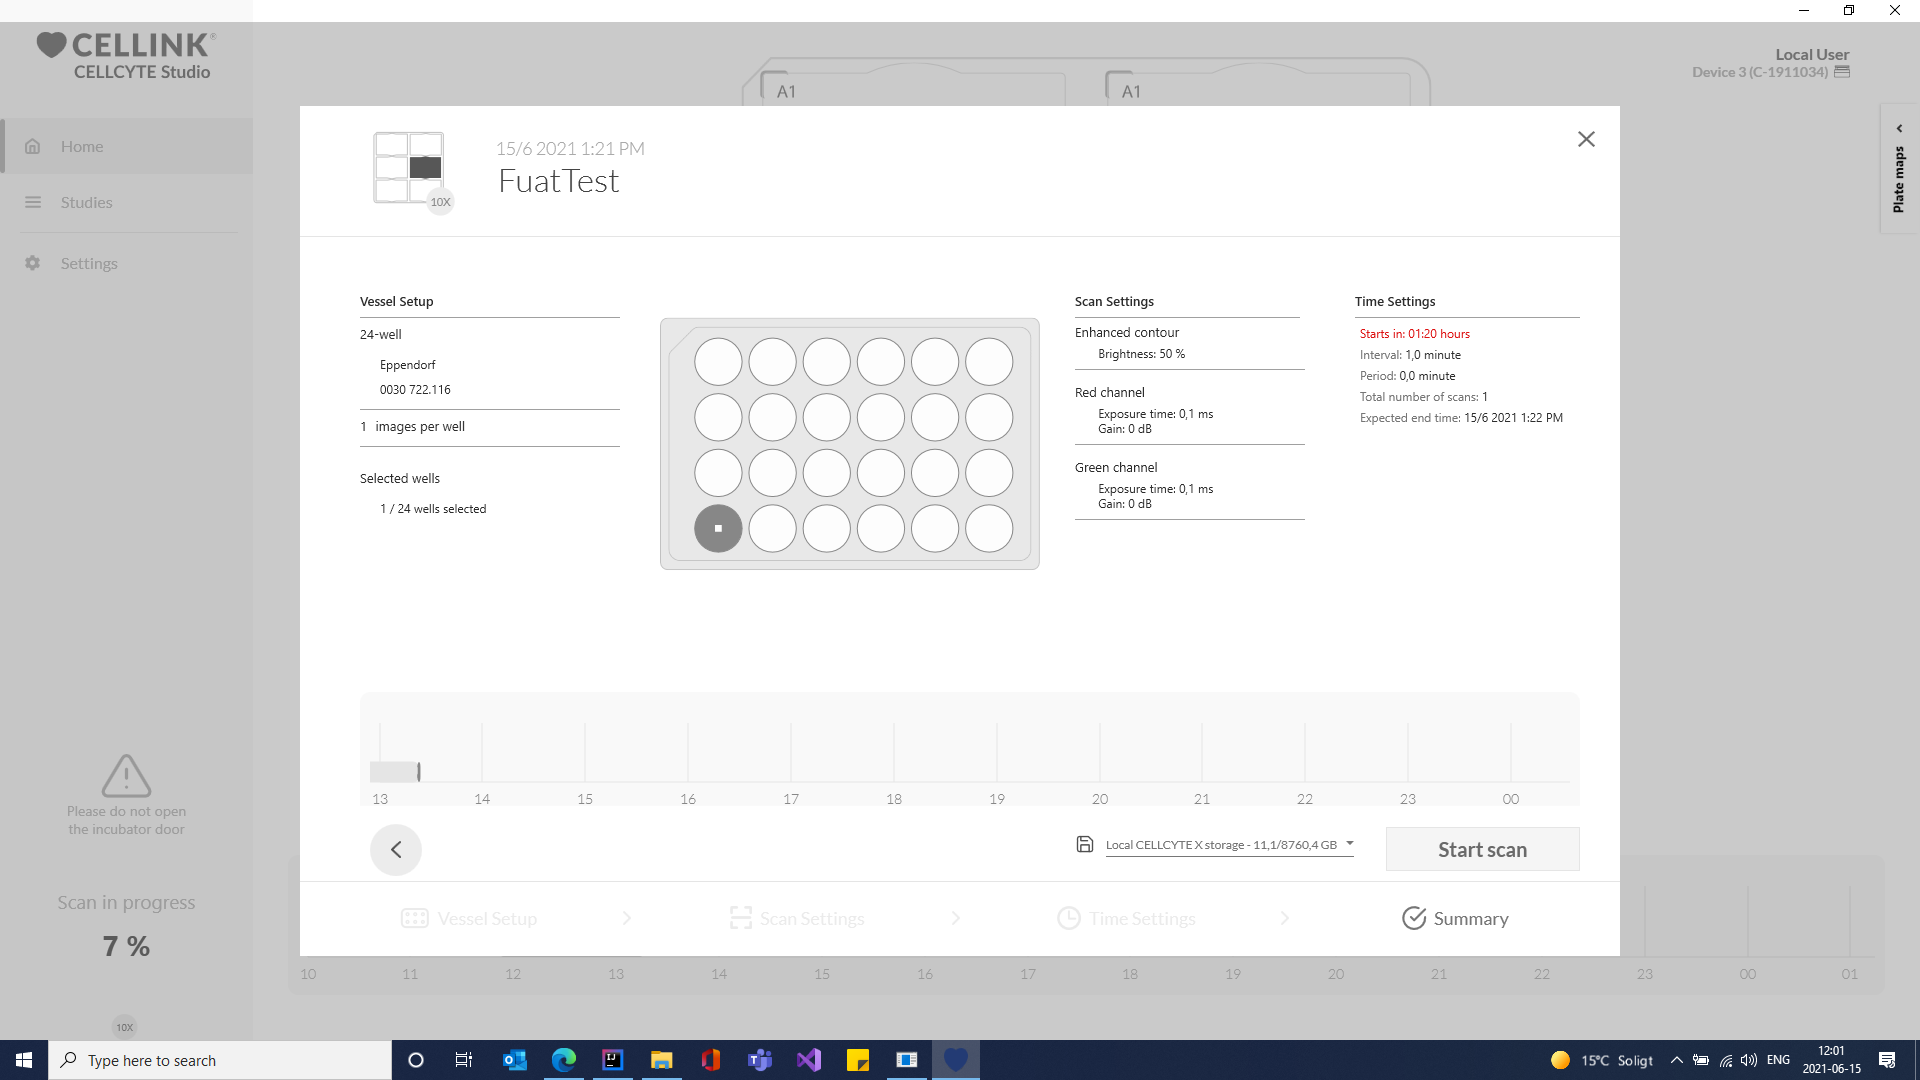 CELLINK®
CELLCYTE Studio
Local User
Device 3 (C-1911034)
A1
A1
Plate maps
Home
Studies
Settings
15/6 2021 1:21 PM
FuatTest
10X
Vessel Setup
24-well
Eppendorf
0030 722.116
1 images per well
Selected wells
1 / 24 wells selected
Scan Settings
Enhanced contour
Brightness: 50 %
Red channel
Exposure time: 0,1 ms
Gain: 0 dB
Green channel
Exposure time: 0,1 ms
Gain: 0 dB
Time Settings
Starts in: 01:20 hours
Interval: 1,0 minute
Period: 0,0 minute
Total number of scans: 1
Expected end time: 15/6 2021 1:22 PM
13 14 15 16 17 18 19 20 21 22 23 00
Local CELLCYTE X storage - 11,1/8760,4 GB
Start scan
Vessel Setup
Scan Settings
Time Settings
Summary
Please do not open
the incubator door
Scan in progress
7 %
10X
10 11 12 13 14 15 16 17 18 19 20 21 22 23 00 01
Type here to search
15°C Soligt
ENG
12:01
2021-06-15